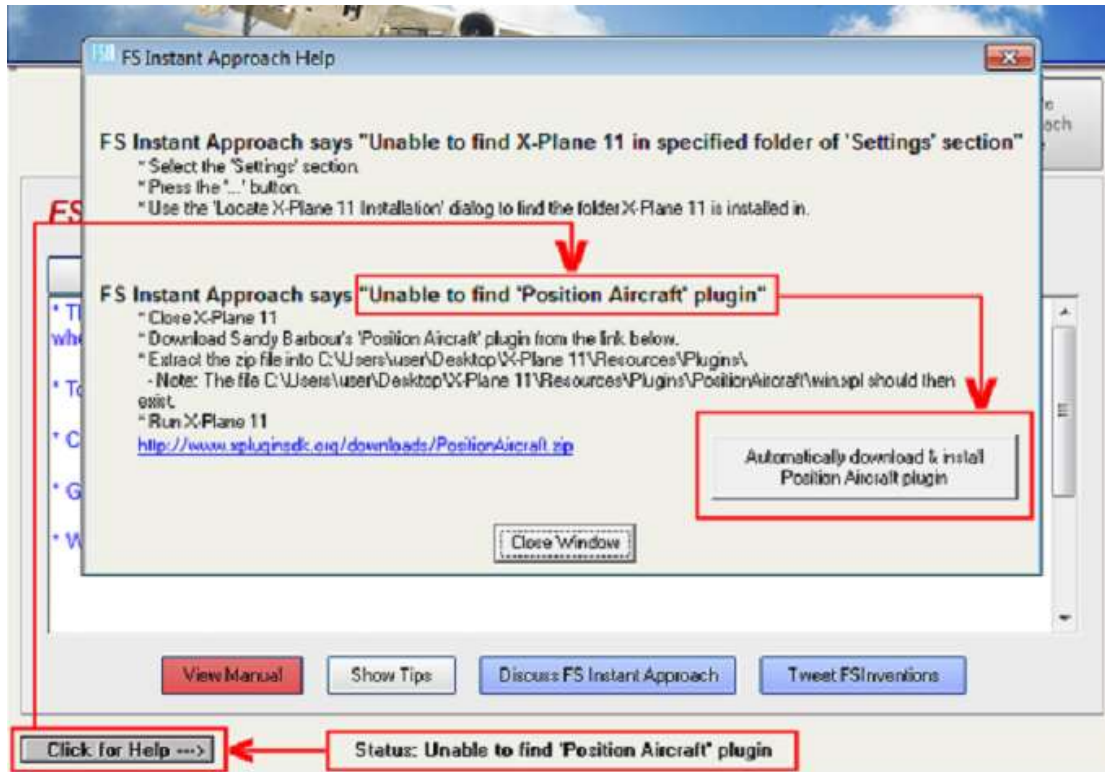 FS Instant Approach Help
FS Instant Approach says "Unable to find X-Plane 11 in specified folder of 'Settings' section"
* Select the 'Settings' section.
* Press the '...' button.
* Use the 'Locate X-Plane 11 Installation' dialog to find the folder X-Plane 11 is installed in.
FS Instant Approach says "Unable to find 'Position Aircraft' plugin"
* Close X-Plane 11
* Download Sandy Barbour's 'Position Aircraft' plugin from the link below.
* Extract the zip file into C:\Users\user\Desktop\X-Plane 11\Resources\Plugins\.
- Note: The file C:\Users\user\Desktop\X-Plane 11\Resources\Plugins\PositionAircraft\win.xpl should then
exist.
* Run X-Plane 11
http://www.xpluginsdk.org/downloads/PositionAircraft.zip
Automatically download & install
Position Aircraft plugin
Close Window
View Manual
Show Tips
Discuss FS Instant Approach
Tweet FSInventions
Click for Help --->
Status: Unable to find 'Position Aircraft' plugin